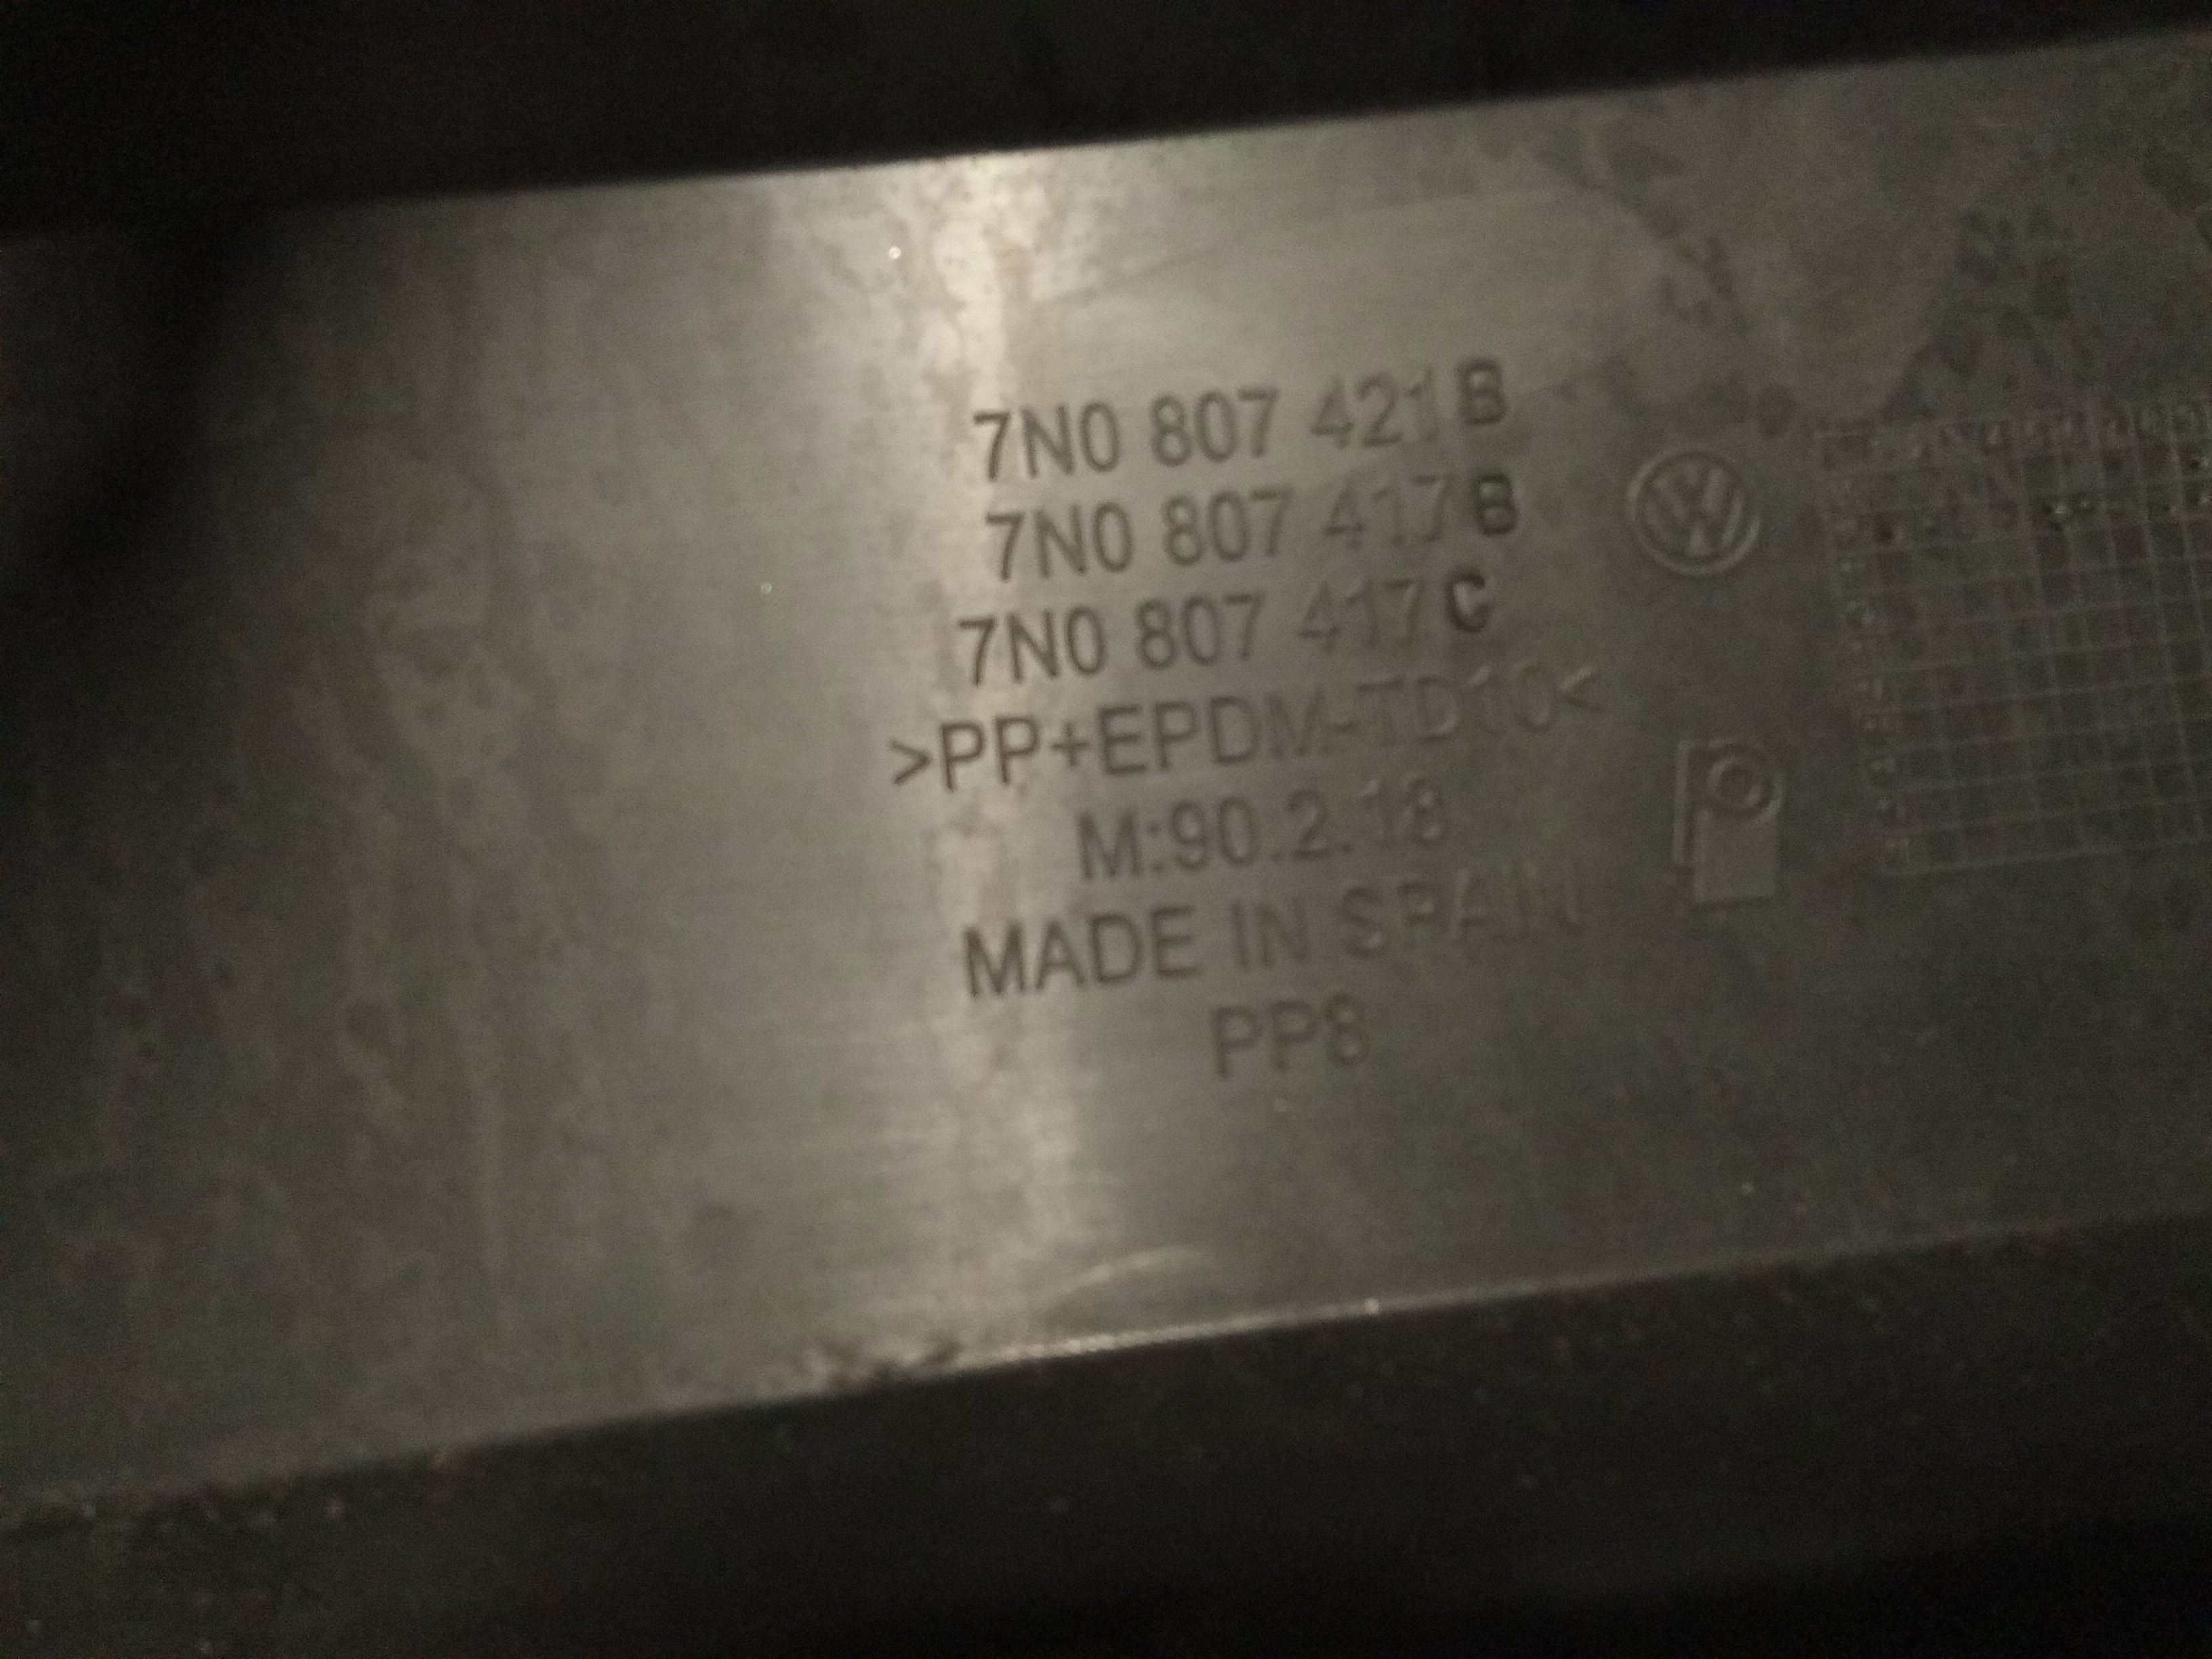 7N0 807 421 B
7N0 807 417 B
7N0 807 417 C
>PP+EPDM-TD10<
M:90.2.18
MADE IN SPAIN
PP8